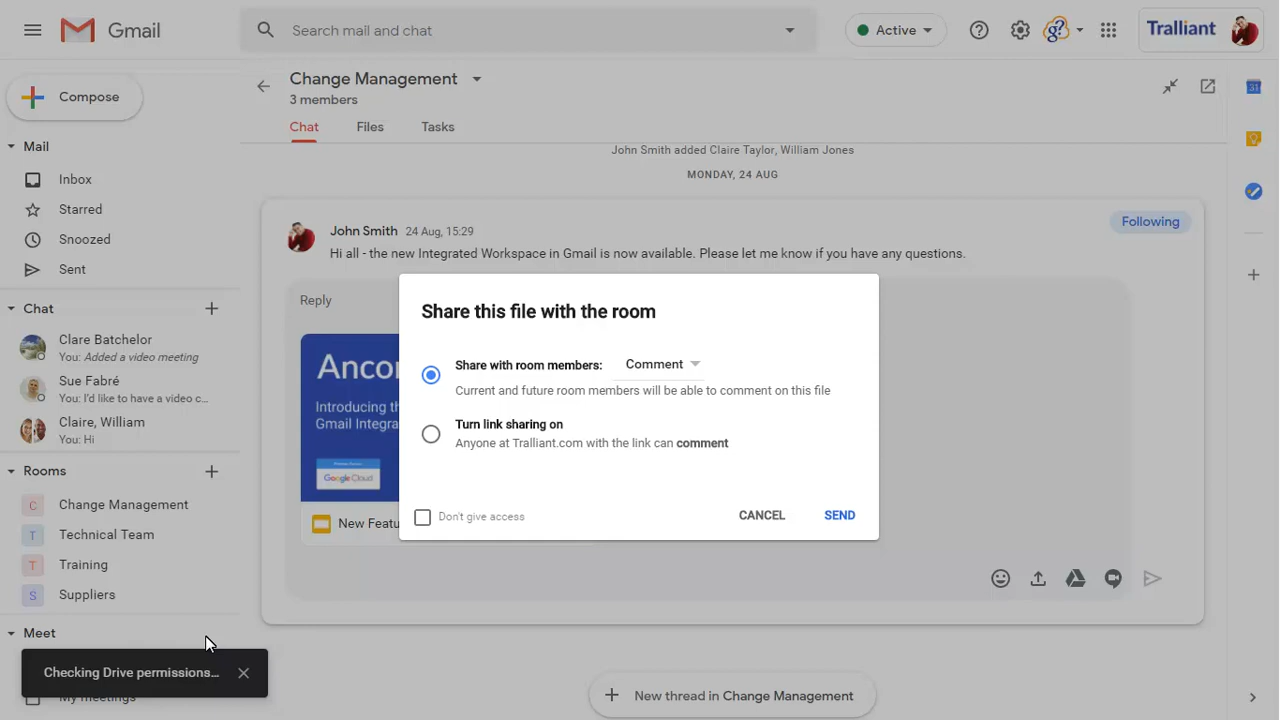 Gmail
Search mail and chat
Active
Tralliant
Compose
Change Management
3 members
Chat
Files
Tasks
Mail
Inbox
Starred
Snoozed
Sent
Chat
Clare Batchelor
You: Added a video meeting
Sue Fabré
You: I'd like to have a video c...
Claire, William
You: Hi
Rooms
C Change Management
T Technical Team
T Training
S Suppliers
Meet
My meetings
Checking Drive permissions...
John Smith added Claire Taylor, William Jones
MONDAY, 24 AUG
John Smith 24 Aug, 15:29
Following
Hi all - the new Integrated Workspace in Gmail is now available. Please let me know if you have any questions.
Reply
Introducing the
Gmail
Google Cloud
New
Share this file with the room
Share with room members: Comment
Current and future room members will be able to comment on this file
Turn link sharing on
Anyone at Tralliant.com with the link can comment
Don't give access
CANCEL
SEND
New thread in Change Management
31